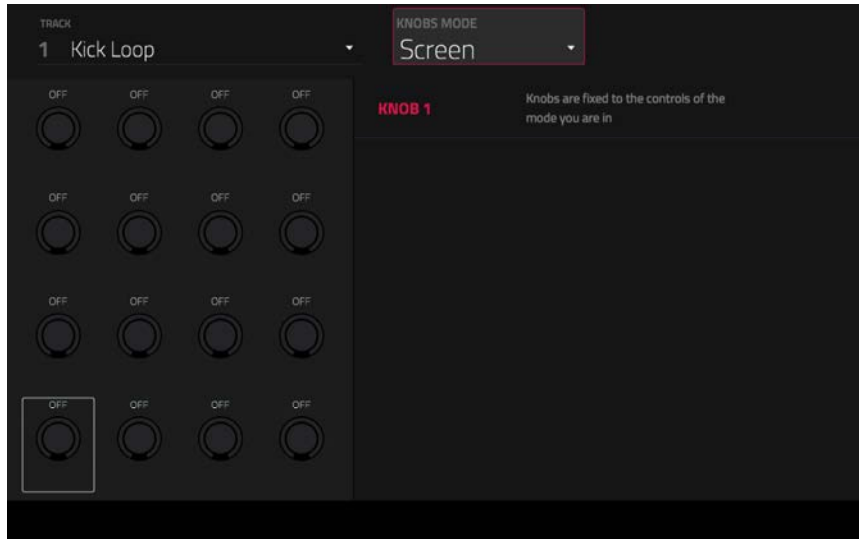 TRACK
1 Kick Loop
KNOBS MODE
Screen
OFF OFF OFF OFF
OFF OFF OFF OFF
OFF OFF OFF OFF
OFF OFF OFF OFF
KNOB 1
Knobs are fixed to the controls of the
mode you are in